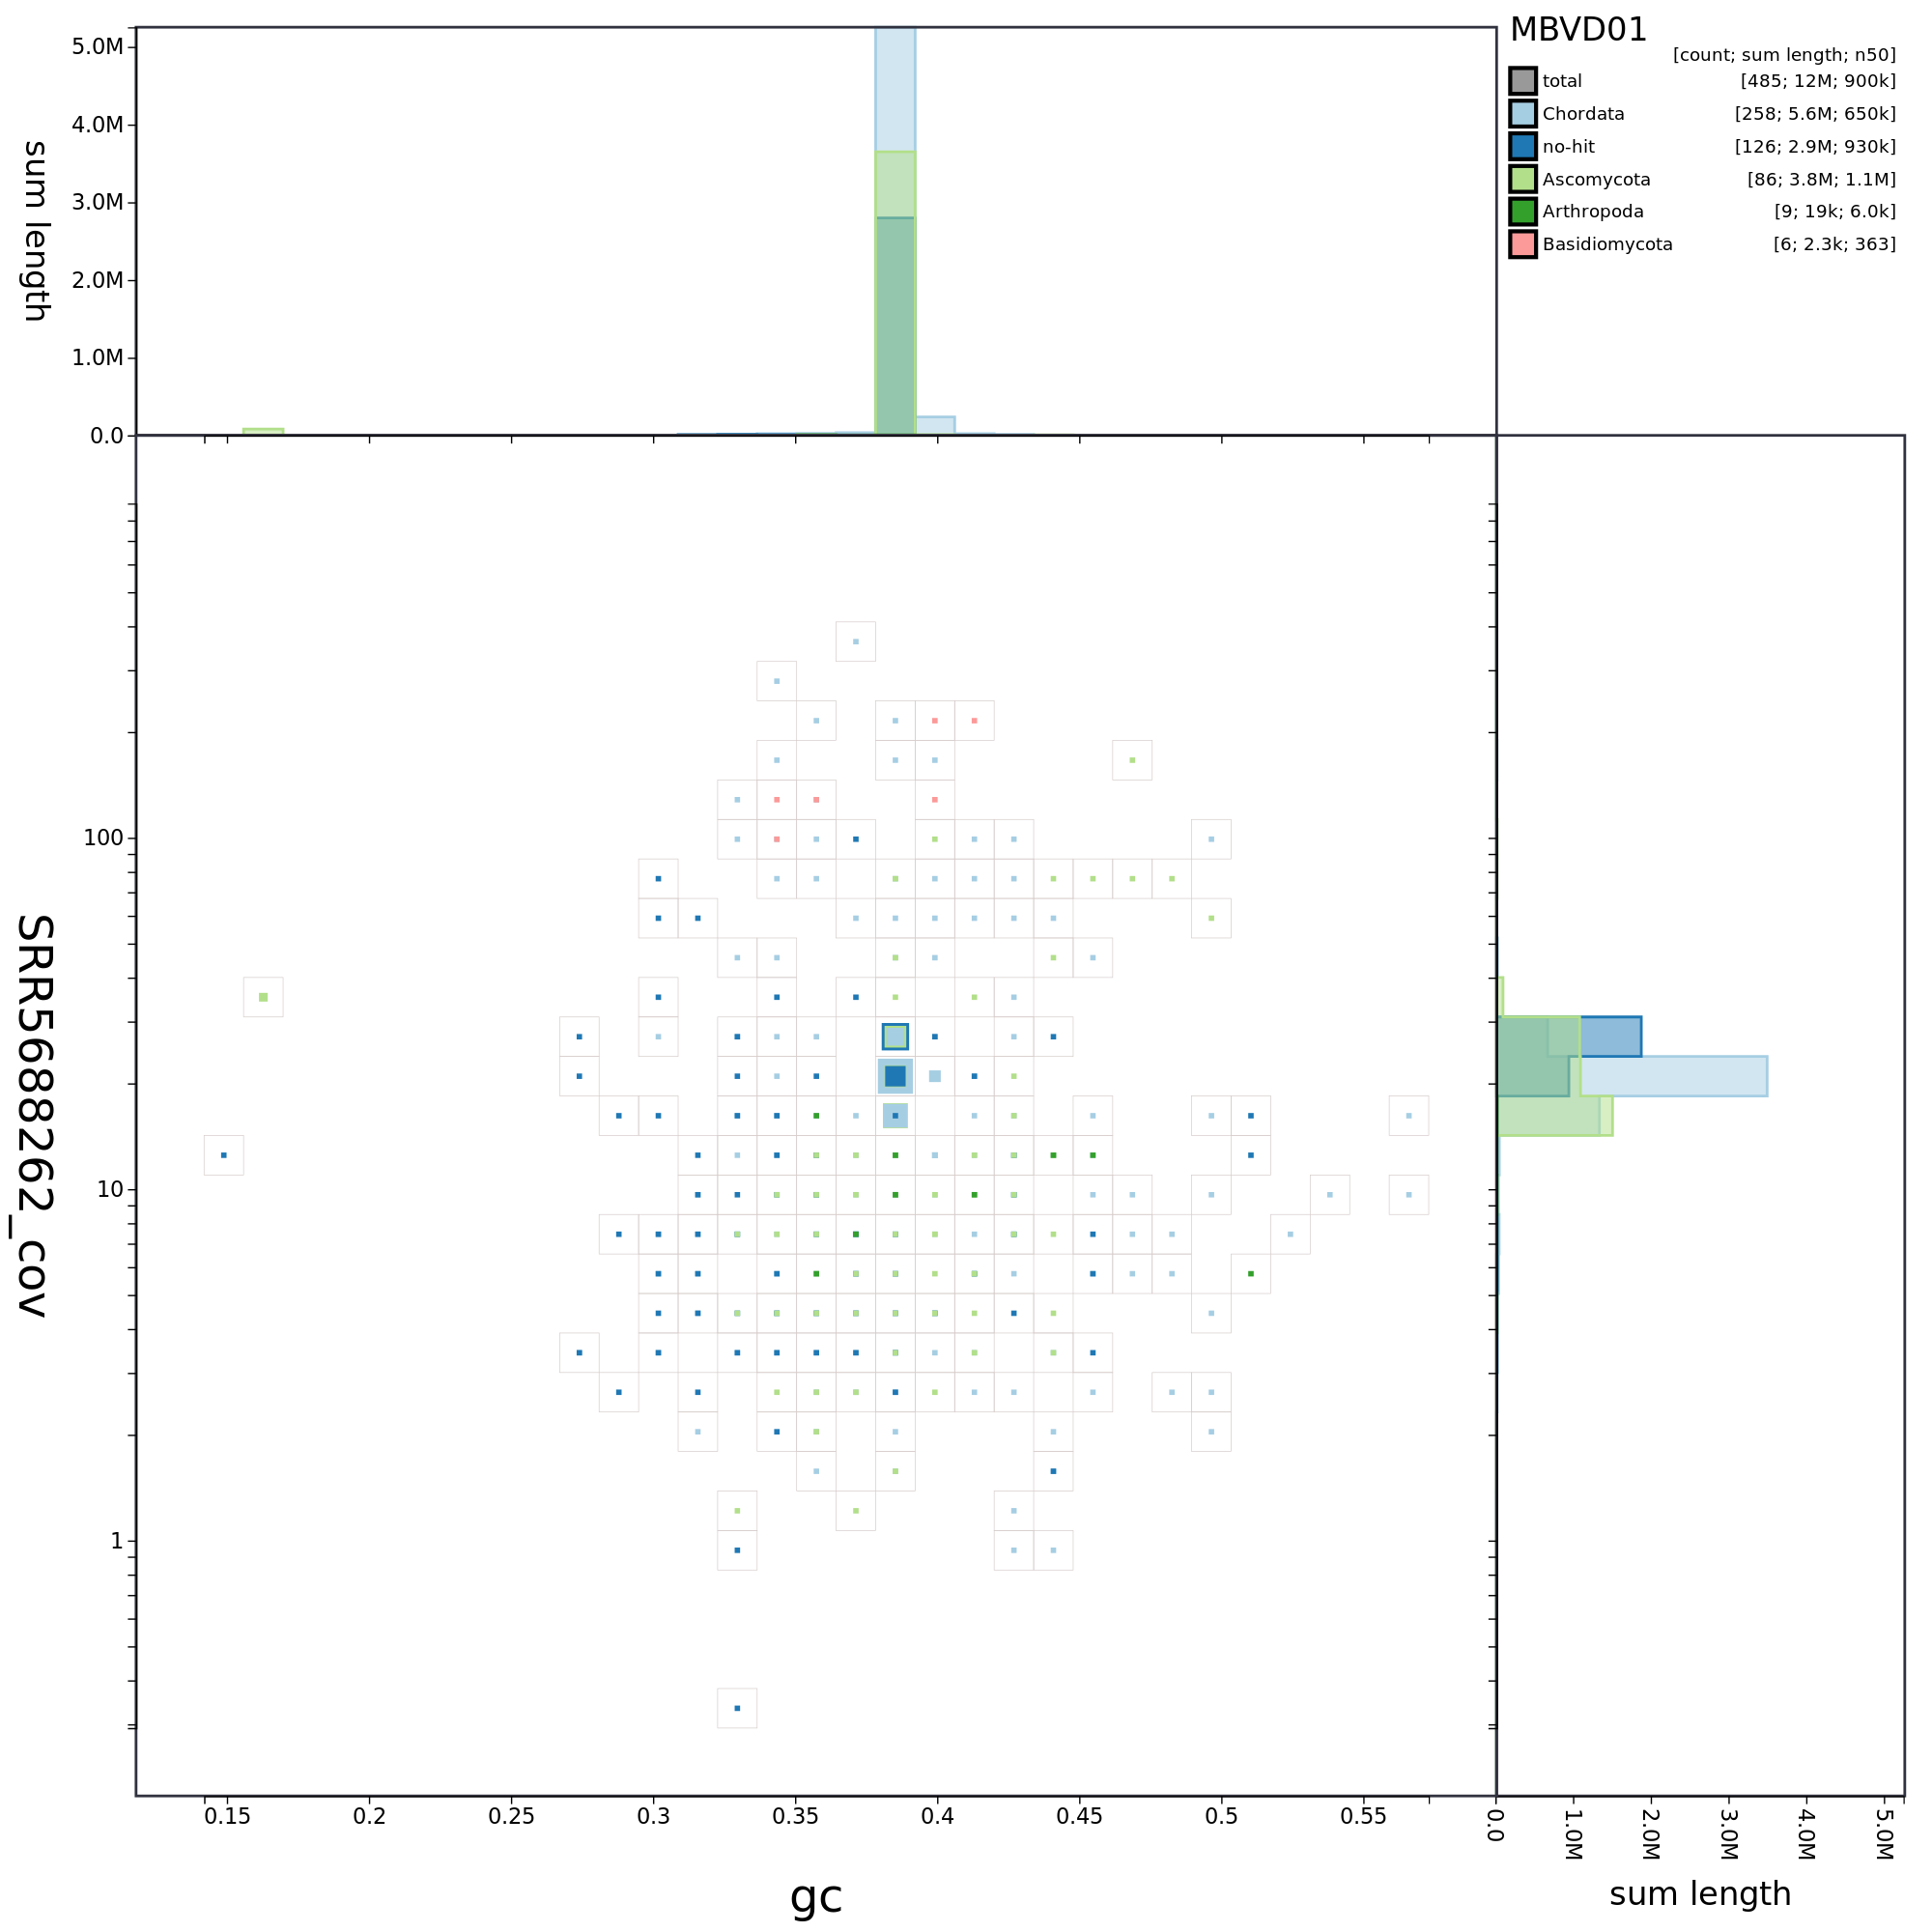 MBVD01
[count; sum length; n50]
total [485; 12M; 900k]
Chordata [258; 5.6M; 650k]
no-hit [126; 2.9M; 930k]
Ascomycota [86; 3.8M; 1.1M]
Arthropoda [9; 19k; 6.0k]
Basidiomycota [6; 2.3k; 363]
sum length
5.0M
4.0M
3.0M
2.0M
1.0M
0.0
SRR5688262_cov
100
10
1
0.15 0.2 0.25 0.3 0.35 0.4 0.45 0.5 0.55
gc
0.0 1.0M 2.0M 3.0M 4.0M 5.0M
sum length